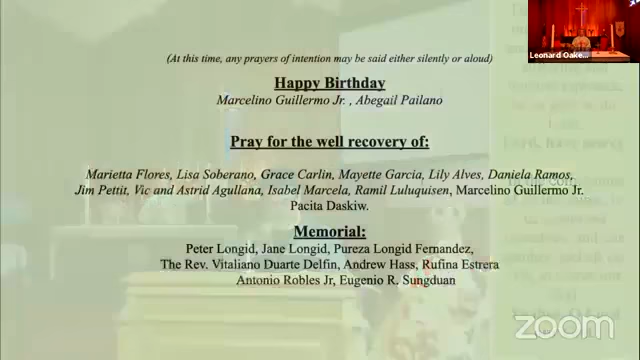 Leonard Oake...
(At this time, any prayers of intention may be said either silently or aloud)
Happy Birthday
Marcelino Guillermo Jr. , Abegail Pailano
Pray for the well recovery of:
Marietta Flores, Lisa Soberano, Grace Carlin, Mayette Garcia, Lily Alves, Daniela Ramos,
Jim Pettit, Vic and Astrid Agullana, Isabel Marcela, Ramil Luluquisen, Marcelino Guillermo Jr.
Pacita Daskiw.
Memorial:
Peter Longid, Jane Longid, Pureza Longid Fernandez,
The Rev. Vitaliano Duarte Delfin, Andrew Hass, Rufina Estrera
Antonio Robles Jr, Eugenio R. Sungduan
zoom